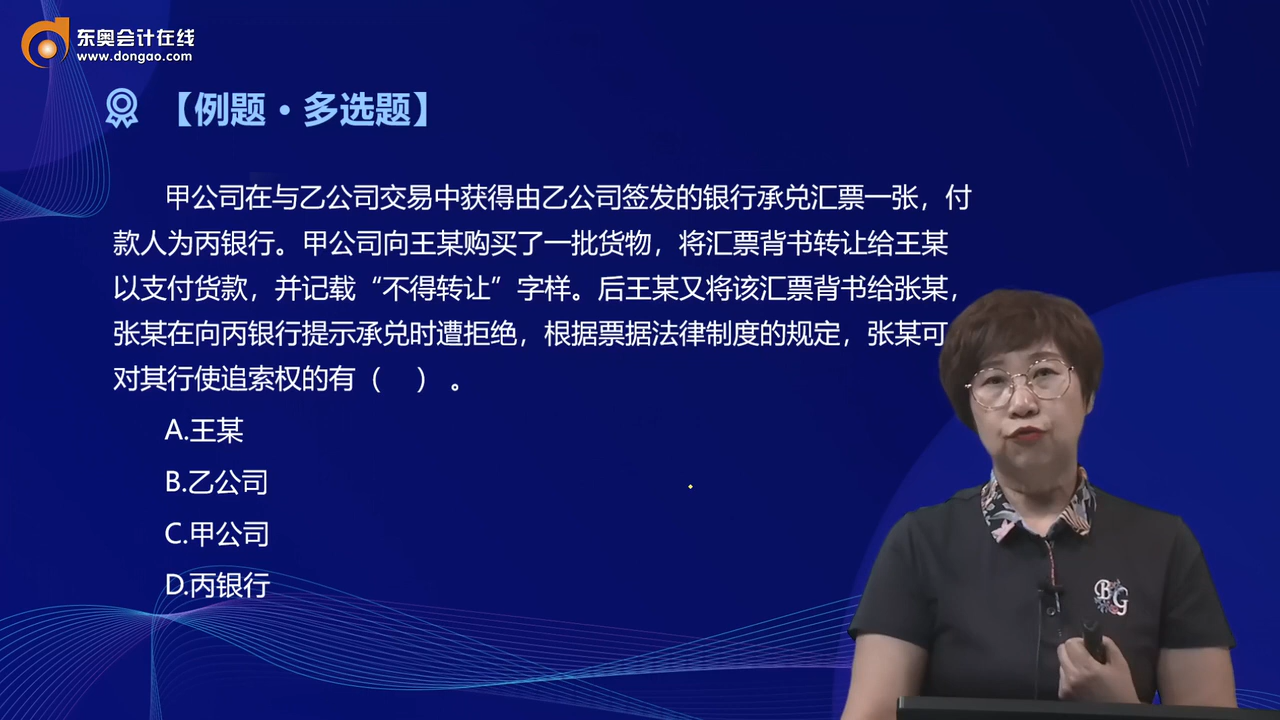 东奥会计在线
www.dongao.com
【例题·多选题】
甲公司在与乙公司交易中获得由乙公司签发的银行承兑汇票一张，付
款人为丙银行。甲公司向王某购买了一批货物，将汇票背书转让给王某
以支付货款，并记载“不得转让”字样。后王某又将该汇票背书给张某，
张某在向丙银行提示承兑时遭拒绝，根据票据法律制度的规定，张某可
对其行使追索权的有（ ）。
A.王某
B.乙公司
C.甲公司
D.丙银行
BG